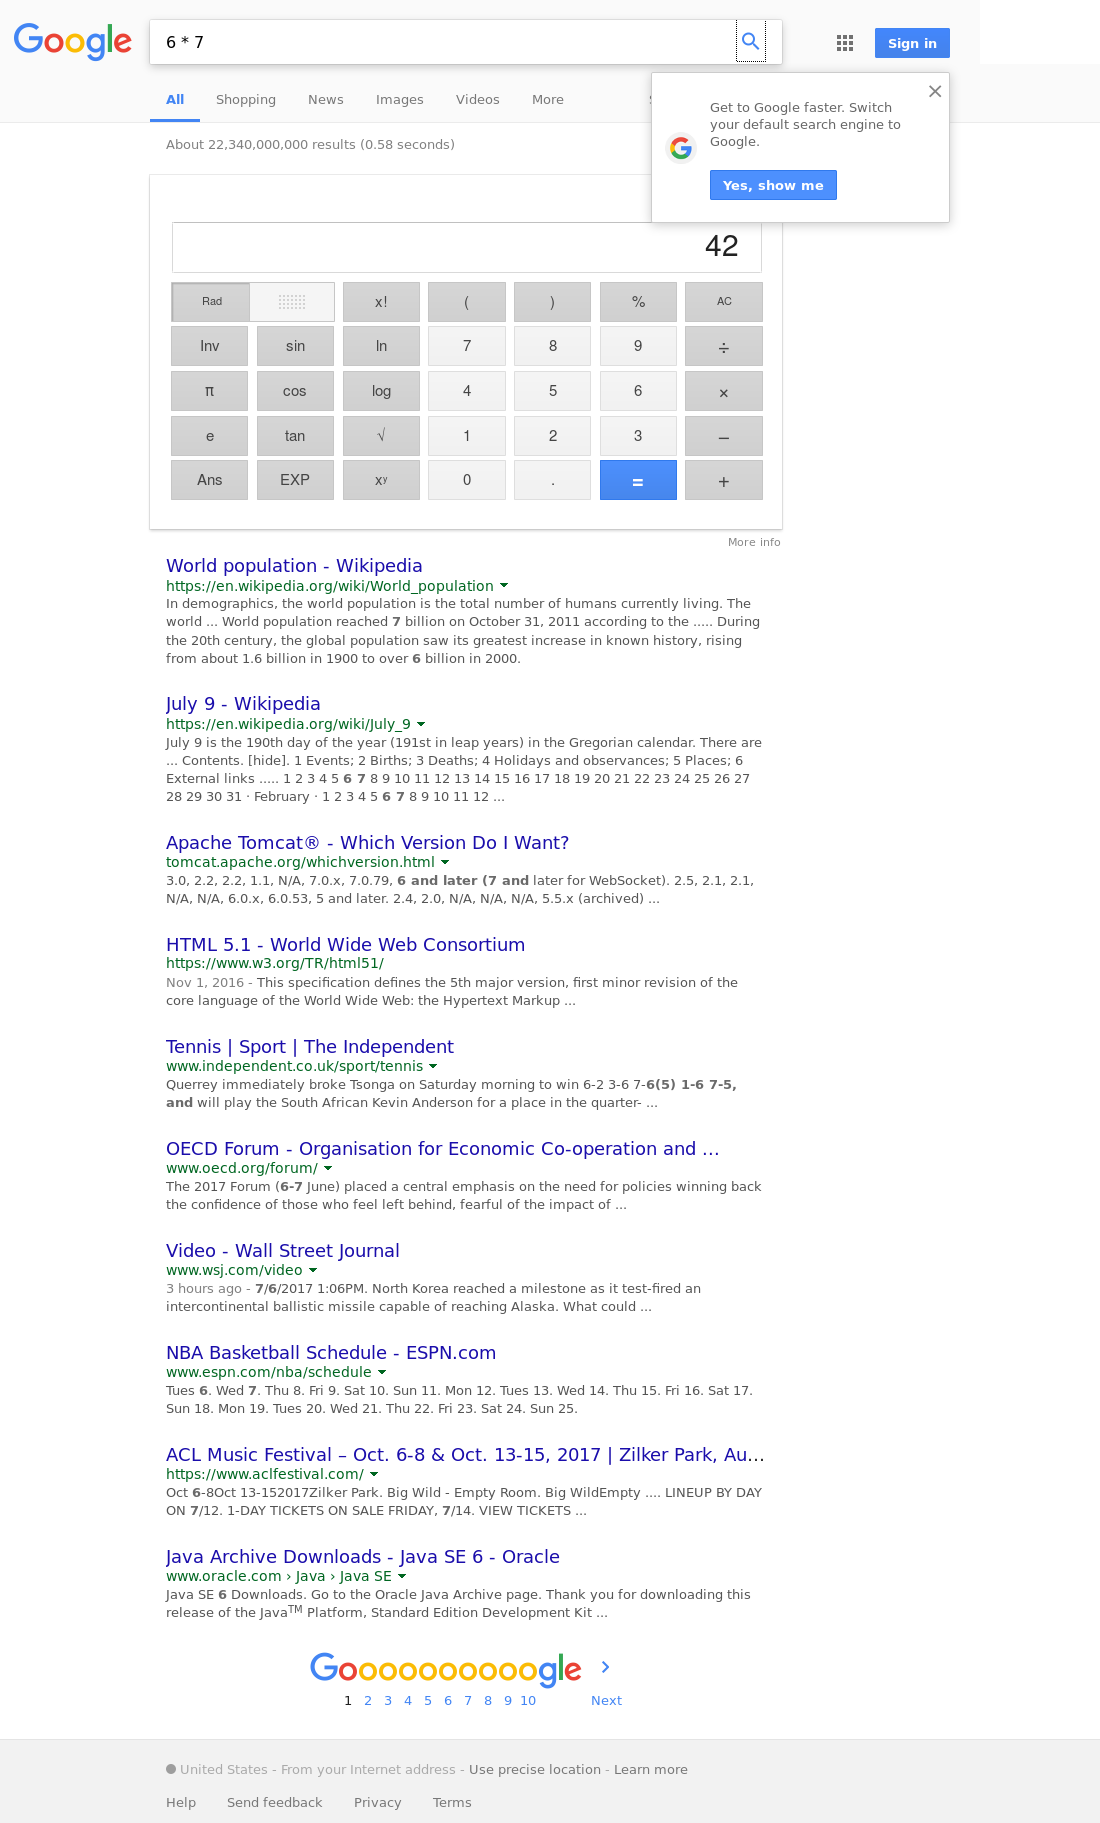 Google
6 * 7
Sign in
All Shopping News Images Videos More
Get to Google faster. Switch
your default search engine to
Google.
Yes, show me
About 22,340,000,000 results (0.58 seconds)
42
Rad x! ( ) % AC
Inv sin ln 7 8 9 ÷
π cos log 4 5 6 ×
e tan √ 1 2 3 −
Ans EXP xʸ 0 . = +
More info
World population - Wikipedia
https://en.wikipedia.org/wiki/World_population
In demographics, the world population is the total number of humans currently living. The
world ... World population reached 7 billion on October 31, 2011 according to the ..... During
the 20th century, the global population saw its greatest increase in known history, rising
from about 1.6 billion in 1900 to over 6 billion in 2000.
July 9 - Wikipedia
https://en.wikipedia.org/wiki/July_9
July 9 is the 190th day of the year (191st in leap years) in the Gregorian calendar. There are
... Contents. [hide]. 1 Events; 2 Births; 3 Deaths; 4 Holidays and observances; 5 Places; 6
External links ..... 1 2 3 4 5 6 7 8 9 10 11 12 13 14 15 16 17 18 19 20 21 22 23 24 25 26 27
28 29 30 31 · February · 1 2 3 4 5 6 7 8 9 10 11 12 ...
Apache Tomcat® - Which Version Do I Want?
tomcat.apache.org/whichversion.html
3.0, 2.2, 2.2, 1.1, N/A, 7.0.x, 7.0.79, 6 and later (7 and later for WebSocket). 2.5, 2.1, 2.1,
N/A, N/A, 6.0.x, 6.0.53, 5 and later. 2.4, 2.0, N/A, N/A, N/A, 5.5.x (archived) ...
HTML 5.1 - World Wide Web Consortium
https://www.w3.org/TR/html51/
Nov 1, 2016 - This specification defines the 5th major version, first minor revision of the
core language of the World Wide Web: the Hypertext Markup ...
Tennis | Sport | The Independent
www.independent.co.uk/sport/tennis
Querrey immediately broke Tsonga on Saturday morning to win 6-2 3-6 7-6(5) 1-6 7-5,
and will play the South African Kevin Anderson for a place in the quarter- ...
OECD Forum - Organisation for Economic Co-operation and ...
www.oecd.org/forum/
The 2017 Forum (6-7 June) placed a central emphasis on the need for policies winning back
the confidence of those who feel left behind, fearful of the impact of ...
Video - Wall Street Journal
www.wsj.com/video
3 hours ago - 7/6/2017 1:06PM. North Korea reached a milestone as it test-fired an
intercontinental ballistic missile capable of reaching Alaska. What could ...
NBA Basketball Schedule - ESPN.com
www.espn.com/nba/schedule
Tues 6. Wed 7. Thu 8. Fri 9. Sat 10. Sun 11. Mon 12. Tues 13. Wed 14. Thu 15. Fri 16. Sat 17.
Sun 18. Mon 19. Tues 20. Wed 21. Thu 22. Fri 23. Sat 24. Sun 25.
ACL Music Festival – Oct. 6-8 & Oct. 13-15, 2017 | Zilker Park, Au...
https://www.aclfestival.com/
Oct 6-8Oct 13-152017Zilker Park. Big Wild - Empty Room. Big WildEmpty .... LINEUP BY DAY
ON 7/12. 1-DAY TICKETS ON SALE FRIDAY, 7/14. VIEW TICKETS ...
Java Archive Downloads - Java SE 6 - Oracle
www.oracle.com › Java › Java SE
Java SE 6 Downloads. Go to the Oracle Java Archive page. Thank you for downloading this
release of the Java™ Platform, Standard Edition Development Kit ...
Goooooooooogle
1 2 3 4 5 6 7 8 9 10 Next
United States - From your Internet address - Use precise location - Learn more
Help Send feedback Privacy Terms